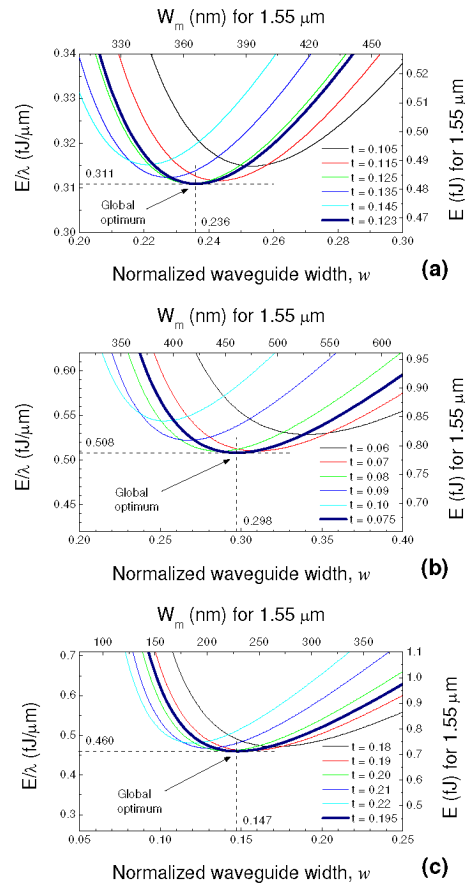 W_m (nm) for 1.55 µm
330 360 390 420 450
0.34
0.33
0.32
0.31
0.30
E/λ (fJ/µm)
0.311
Global
optimum
0.236
t = 0.105
t = 0.115
t = 0.125
t = 0.135
t = 0.145
t = 0.123
0.52
0.51
0.50
0.49
0.48
0.47
E (fJ) for 1.55 µm
0.20 0.22 0.24 0.26 0.28 0.30
Normalized waveguide width, w
(a)
W_m (nm) for 1.55 µm
350 400 450 500 550 600
0.60
0.55
0.50
0.45
E/λ (fJ/µm)
0.508
Global
optimum
0.298
t = 0.06
t = 0.07
t = 0.08
t = 0.09
t = 0.10
t = 0.075
0.95
0.90
0.85
0.80
0.75
0.70
E (fJ) for 1.55 µm
0.20 0.25 0.30 0.35 0.40
Normalized waveguide width, w
(b)
W_m (nm) for 1.55 µm
100 150 200 250 300 350
0.7
0.6
0.5
0.4
0.3
E/λ (fJ/µm)
0.460
Global
optimum
0.147
t = 0.18
t = 0.19
t = 0.20
t = 0.21
t = 0.22
t = 0.195
1.1
1.0
0.9
0.8
0.7
0.6
0.5
E (fJ) for 1.55 µm
0.05 0.10 0.15 0.20 0.25
Normalized waveguide width, w
(c)